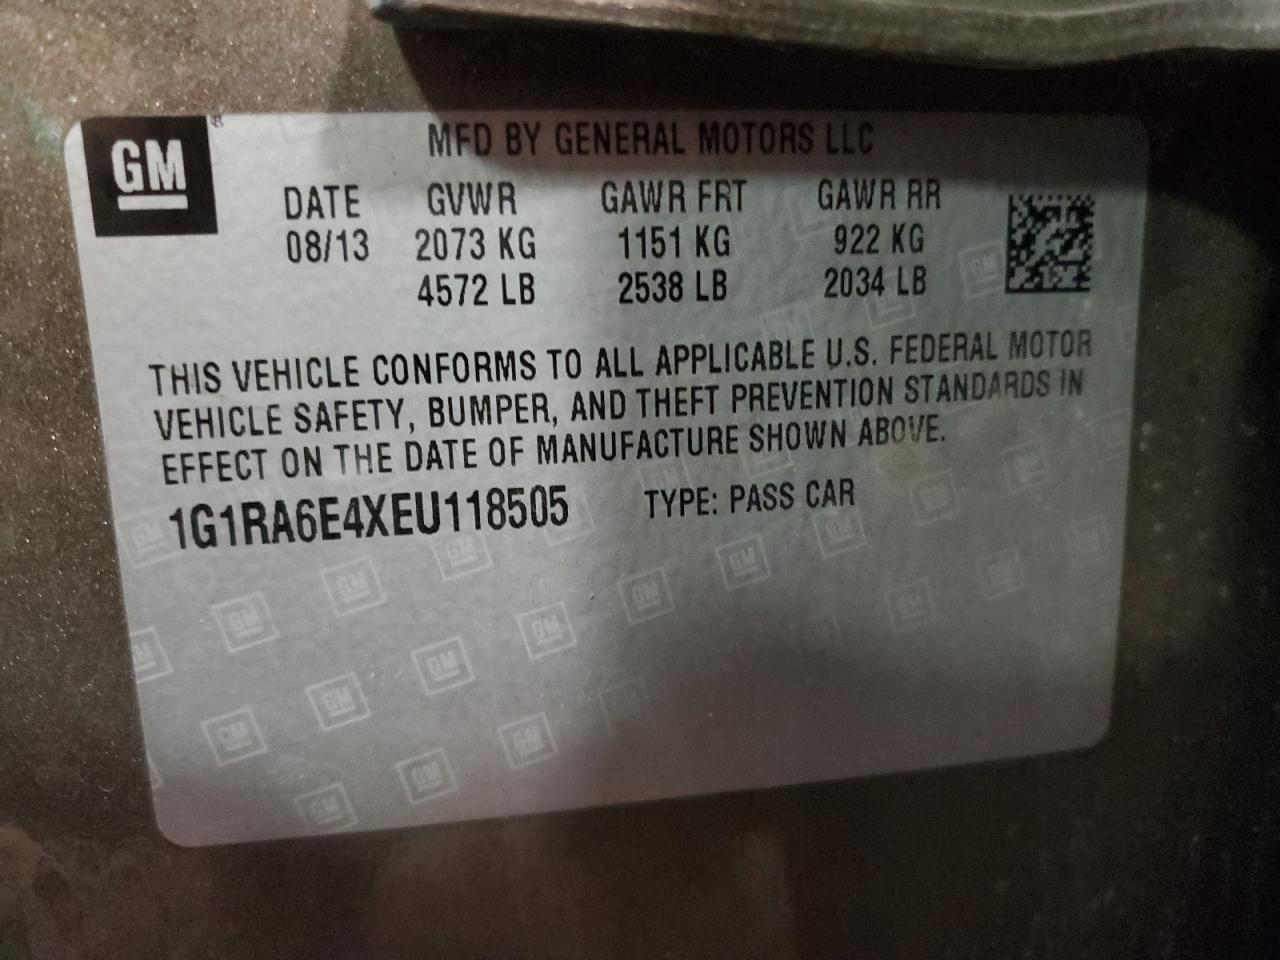 GM®
MFD BY GENERAL MOTORS LLC
DATE GVWR GAWR FRT GAWR RR
08/13 2073 KG 1151 KG 922 KG
4572 LB 2538 LB 2034 LB
THIS VEHICLE CONFORMS TO ALL APPLICABLE U.S. FEDERAL MOTOR
VEHICLE SAFETY, BUMPER, AND THEFT PREVENTION STANDARDS IN
EFFECT ON THE DATE OF MANUFACTURE SHOWN ABOVE.
1G1RA6E4XEU118505 TYPE: PASS CAR